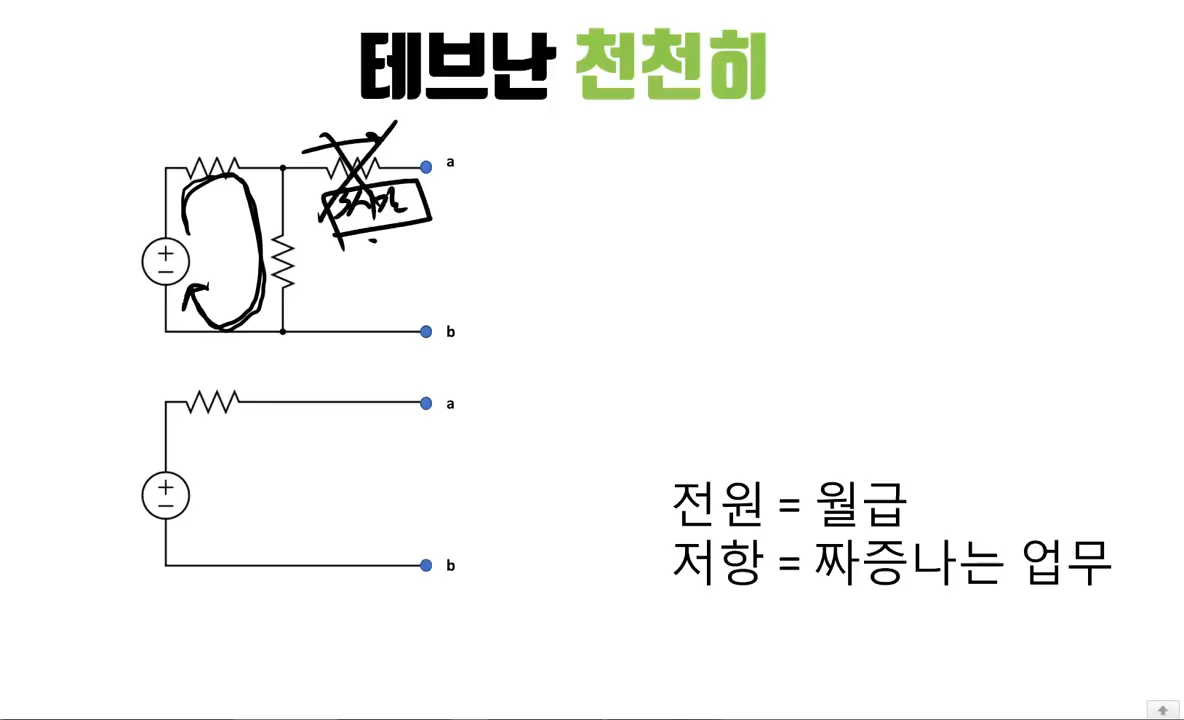 테브난 천천히
a
b
a
b
전원 = 월급
저항 = 짜증나는 업무